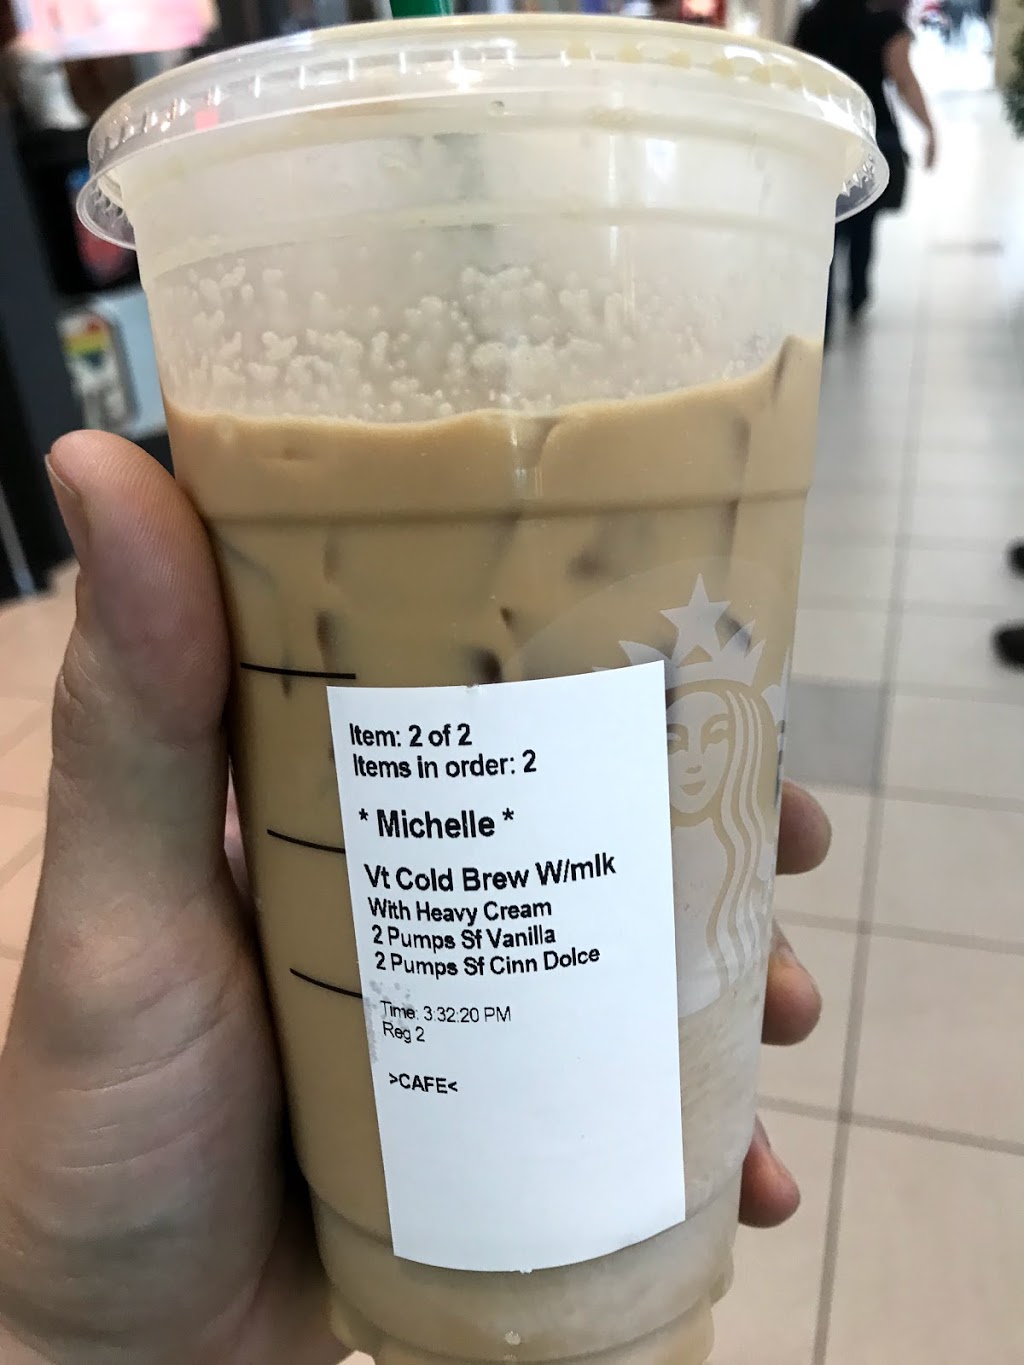 Item: 2 of 2
Items in order: 2
* Michelle *
Vt Cold Brew W/mlk
With Heavy Cream
2 Pumps Sf Vanilla
2 Pumps Sf Cinn Dolce
Time: 3:32:20 PM
Reg 2
>CAFE<